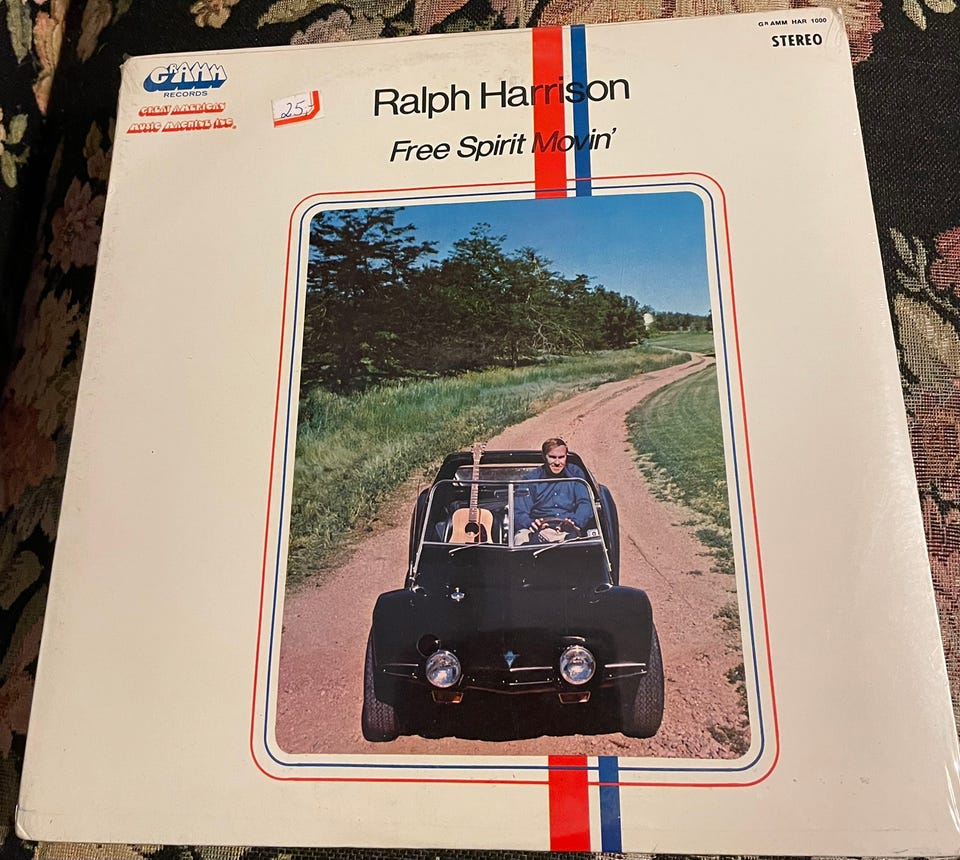 GRAMM HAR 1000
STEREO
GRAMM
RECORDS
GREAT AMERICAN
MUSIC MACHINE INC.
25,-
Ralph Harrison
Free Spirit Movin'